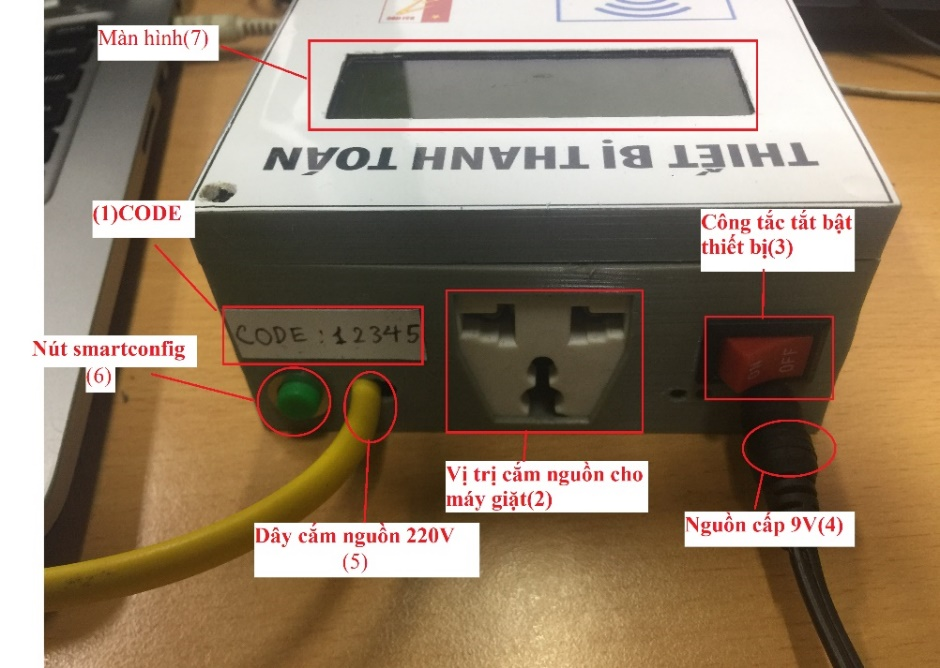 Màn hình(7)
THIẾT BỊ THANH TOÁN
(1)CODE
Công tắc tắt bật
thiết bị(3)
CODE : 12345
Nút smartconfig
(6)
ON
OFF
Vị trị cắm nguồn cho
máy giặt(2)
Nguồn cấp 9V(4)
Dây cắm nguồn 220V
(5)